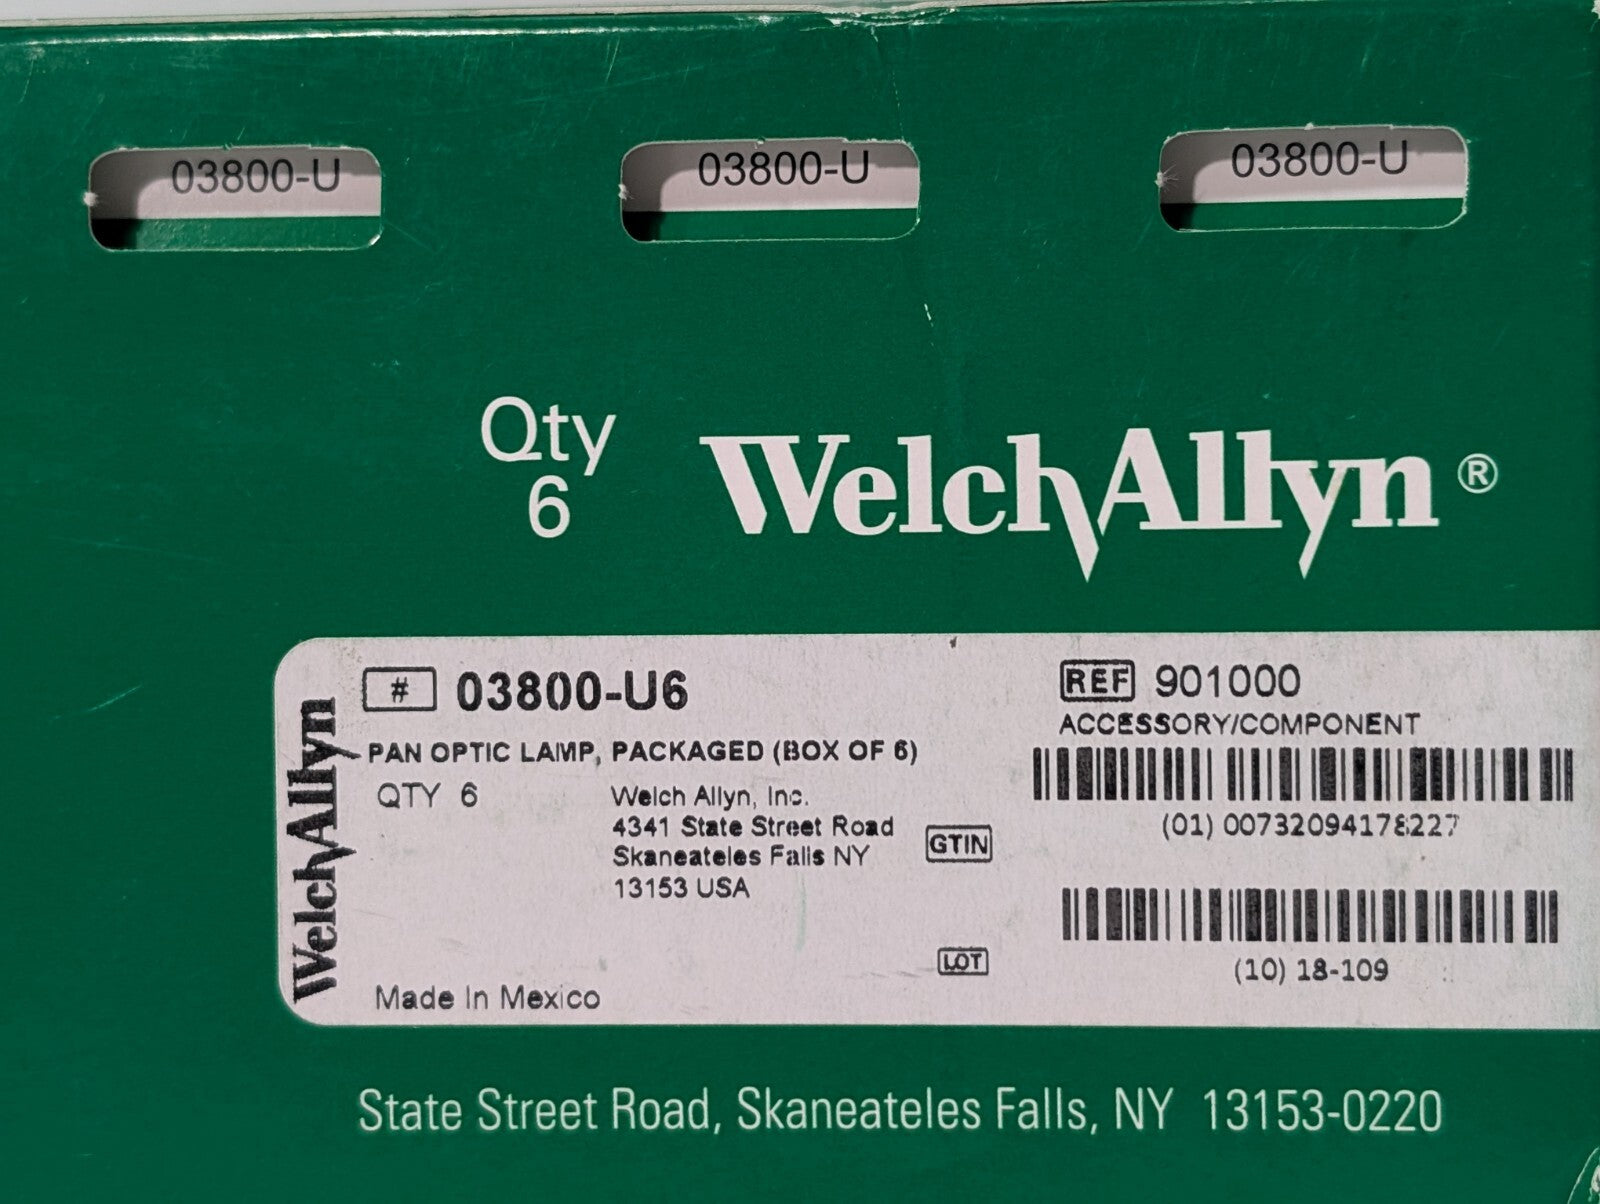 03800-U 03800-U 03800-U
Qty
6
WelchAllyn®
WelchAllyn
# 03800-U6
PAN OPTIC LAMP, PACKAGED (BOX OF 6)
QTY 6
Welch Allyn, Inc.
4341 State Street Road
Skaneateles Falls NY
13153 USA
Made In Mexico
REF 901000
ACCESSORY/COMPONENT
GTIN
(01) 00732094178227
LOT
(10) 18-109
State Street Road, Skaneateles Falls, NY 13153-0220